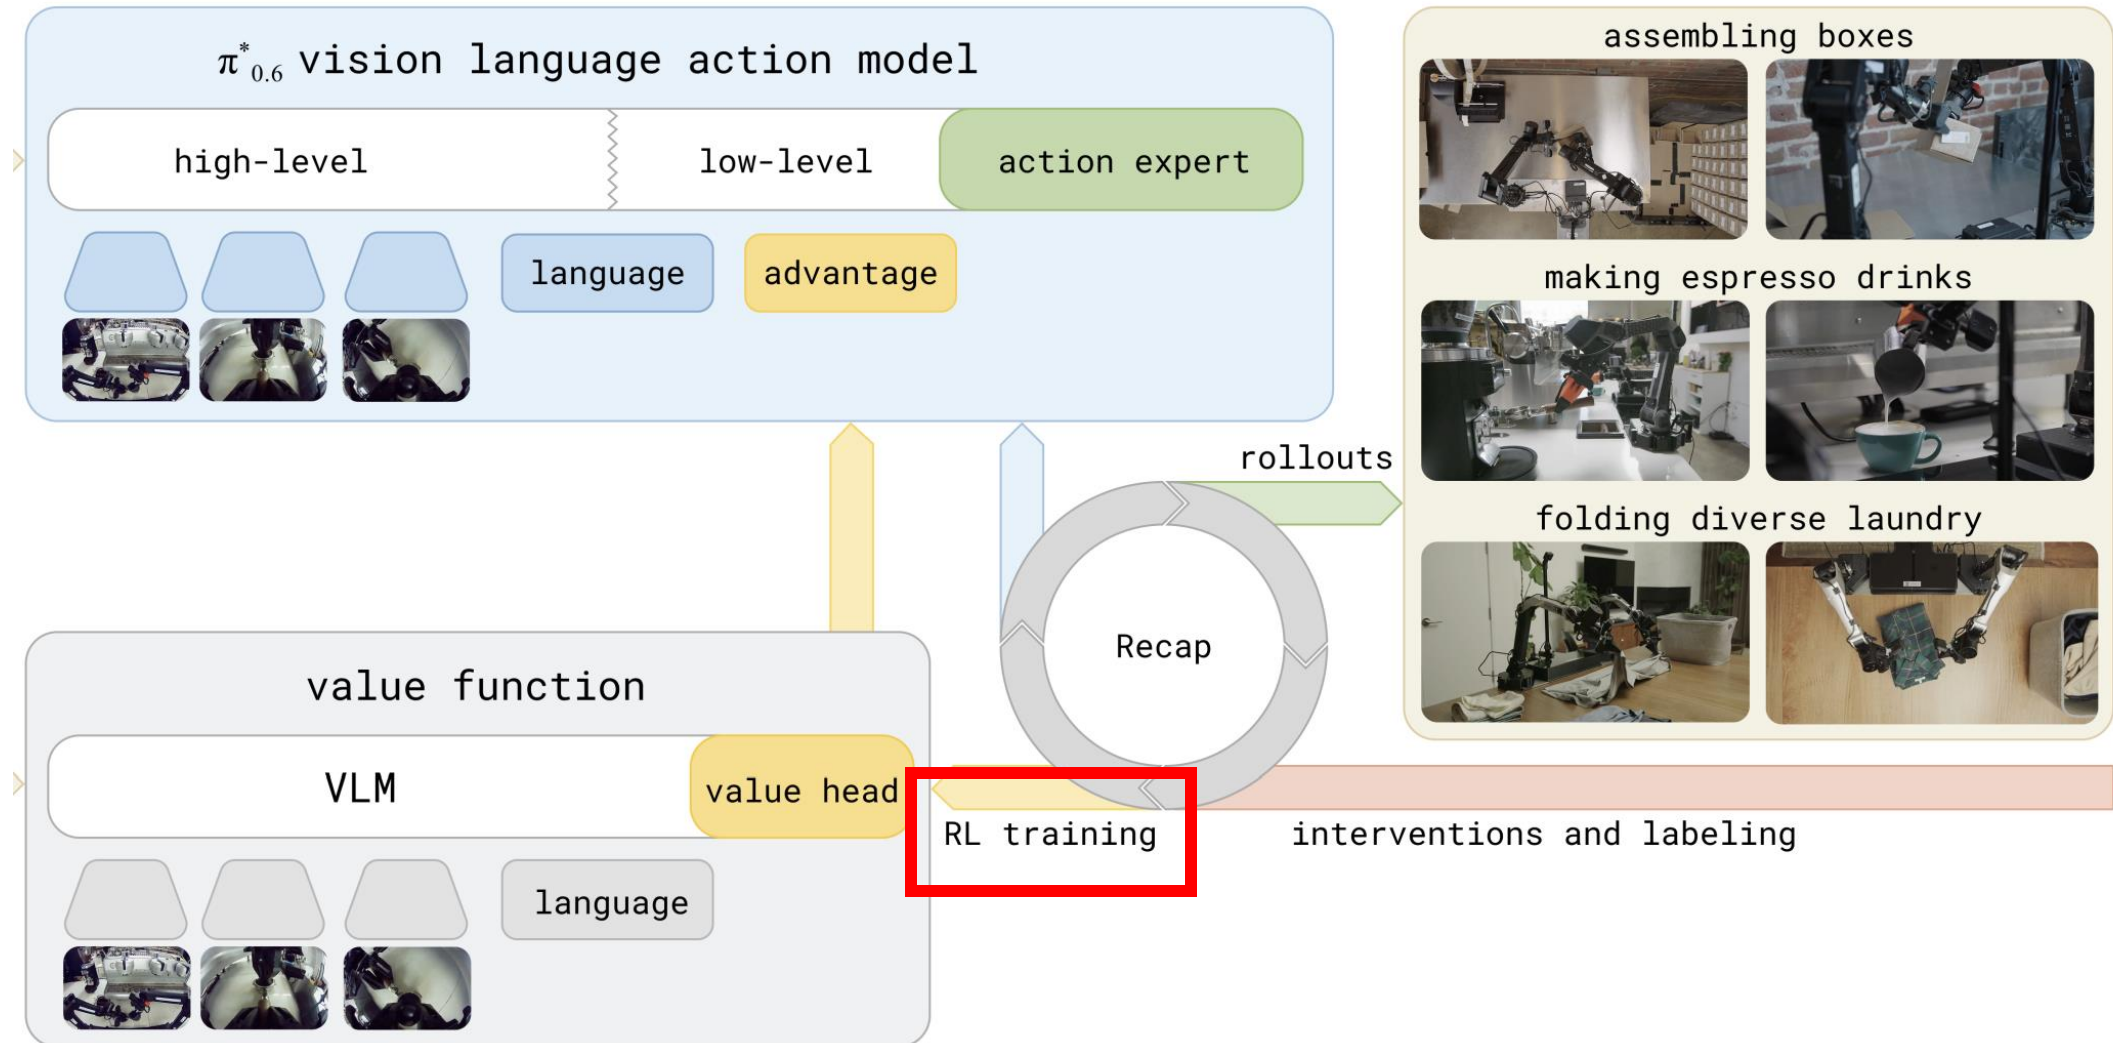 π*0.6 vision language action model
high-level
low-level
action expert
language
advantage
assembling boxes
making espresso drinks
rollouts
folding diverse laundry
Recap
value function
VLM
value head
RL training
interventions and labeling
language